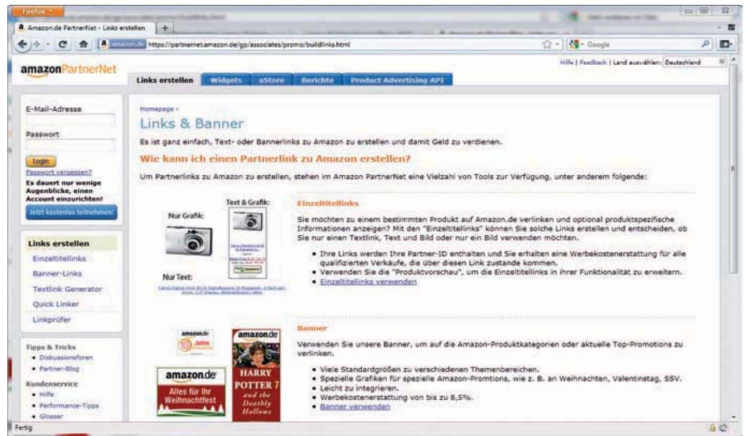 Firefox
Amazon.de PartnerNet - Links erstellen
https://partnernet.amazon.de/gp/associates/promo/buildlinks.html
Google
amazonPartnerNet
Hilfe | Feedback | Land auswählen: Deutschland
Links erstellen Widgets aStore Berichte Product Advertising API
E-Mail-Adresse
Passwort
Login
Passwort vergessen?
Es dauert nur wenige
Augenblicke, einen
Account einzurichten!
Jetzt kostenlos teilnehmen!
Links erstellen
Einzeltitellinks
Banner-Links
Textlink Generator
Quick Linker
Linkprüfer
Tipps & Tricks
Diskussionsforen
Partner-Blog
Kundenservice
Hilfe
Performance-Tipps
Glossar
Homepage ›
Links & Banner
Es ist ganz einfach, Text- oder Bannerlinks zu Amazon zu erstellen und damit Geld zu verdienen.
Wie kann ich einen Partnerlink zu Amazon erstellen?
Um Partnerlinks zu Amazon zu erstellen, stehen im Amazon PartnerNet eine Vielzahl von Tools zur Verfügung, unter anderem folgende:
Nur Grafik:
Text & Grafik:
Nur Text:
Einzeltitellinks
Sie möchten zu einem bestimmten Produkt auf Amazon.de verlinken und optional produktspezifische
Informationen anzeigen? Mit den "Einzeltitellinks" können Sie solche Links erstellen und entscheiden, ob
Sie nur einen Textlink, Text und Bild oder nur ein Bild verwenden möchten.
Ihre Links werden Ihre Partner-ID enthalten und Sie erhalten eine Werbekostenerstattung für alle
qualifizierten Verkäufe, die über diesen Link zustande kommen.
Verwenden Sie die "Produktvorschau", um die Einzeltitellinks in ihrer Funktionalität zu erweitern.
Einzeltitellinks verwenden
amazon.de
10 Jahre
amazon.de
Alles für Ihr
Weihnachtsfest
amazon.de
HARRY
POTTER 7
and the
Deathly
Hallows
Banner
Verwenden Sie unsere Banner, um auf die Amazon-Produktkategorien oder aktuelle Top-Promotions zu
verlinken.
Viele Standardgrößen zu verschiedenen Themenbereichen.
Spezielle Grafiken für spezielle Amazon-Promtions, wie z. B. an Weihnachten, Valentinstag, SSV.
Leicht zu integrieren.
Werbekostenerstattung von bis zu 8,5%.
Banner verwenden
Fertig